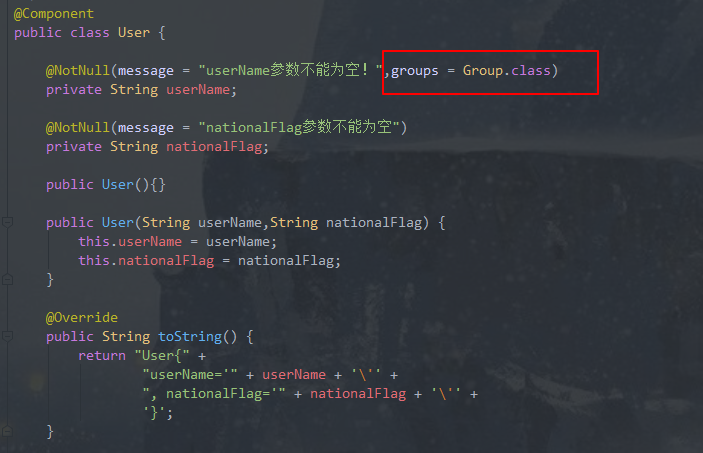 @Component
public class User {
@NotNull(message = "userName参数不能为空！",groups = Group.class)
private String userName;
@NotNull(message = "nationalFlag参数不能为空")
private String nationalFlag;
public User(){}
public User(String userName,String nationalFlag) {
this.userName = userName;
this.nationalFlag = nationalFlag;
}
@Override
public String toString() {
return "User{" +
"userName='" + userName + '\'' +
", nationalFlag='" + nationalFlag + '\'' +
'}';
}